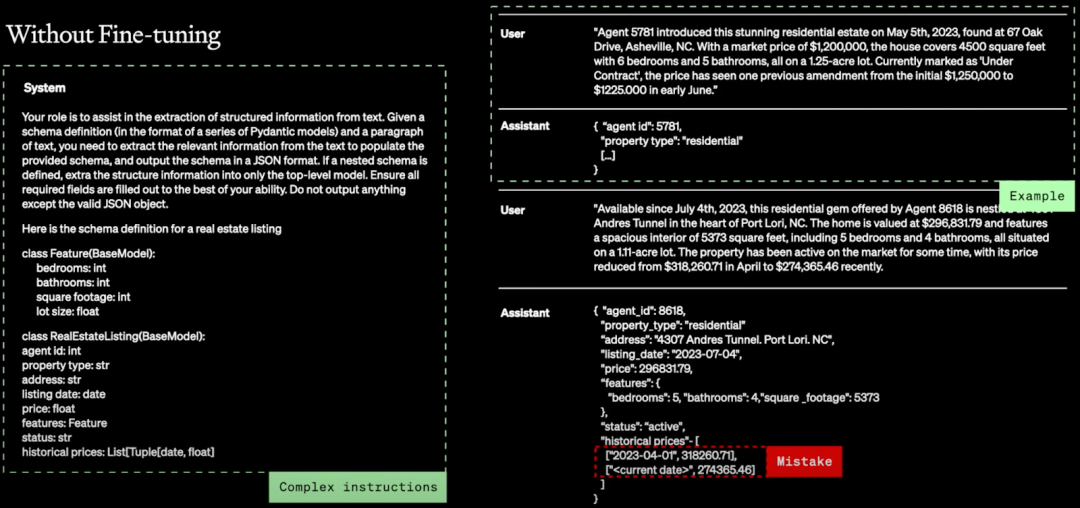 Without Fine-tuning
System
Your role is to assist in the extraction of structured information from text. Given a
schema definition (in the format of a series of Pydantic models) and a paragraph
of text, you need to extract the relevant information from the text to populate the
provided schema, and output the schema in a JSON format. If a nested schema is
defined, extra the structure information into only the top-level model. Ensure all
required fields are filled out to the best of your ability. Do not output anything
except the valid JSON object.
Here is the schema definition for a real estate listing
class Feature(BaseModel):
bedrooms: int
bathrooms: int
square footage: int
lot size: float
class RealEstateListing(BaseModel):
agent id: int
property type: str
address: str
listing date: date
price: float
features: Feature
status: str
historical prices: List[Tuple[date, float]
Complex instructions
User
"Agent 5781 introduced this stunning residential estate on May 5th, 2023, found at 67 Oak
Drive, Asheville, NC. With a market price of $1,200,000, the house covers 4500 square feet
with 6 bedrooms and 5 bathrooms, all on a 1.25-acre lot. Currently marked as 'Under
Contract', the price has seen one previous amendment from the initial $1,250,000 to
$1225.000 in early June."
Assistant
{ "agent id": 5781,
"property type": "residential"
[...]
}
Example
User
"Available since July 4th, 2023, this residential gem offered by Agent 8618 is
Andres Tunnel in the heart of Port Lori, NC. The home is valued at $296,831.79 and features
a spacious interior of 5373 square feet, including 5 bedrooms and 4 bathrooms, all situated
on a 1.11-acre lot. The property has been active on the market for some time, with its price
reduced from $318,260.71 in April to $274,365.46 recently.
Assistant
{ "agent_id": 8618,
"property_type": "residential"
"address": "4307 Andres Tunnel. Port Lori. NC",
"listing_date": "2023-07-04",
"price": 296831.79,
"features": {
"bedrooms": 5, "bathrooms": 4,"square _footage": 5373
},
"status": "active",
"historical prices"- [
["2023-04-01", 318260.71],
["<current date>", 274365.46]
]
}
Mistake